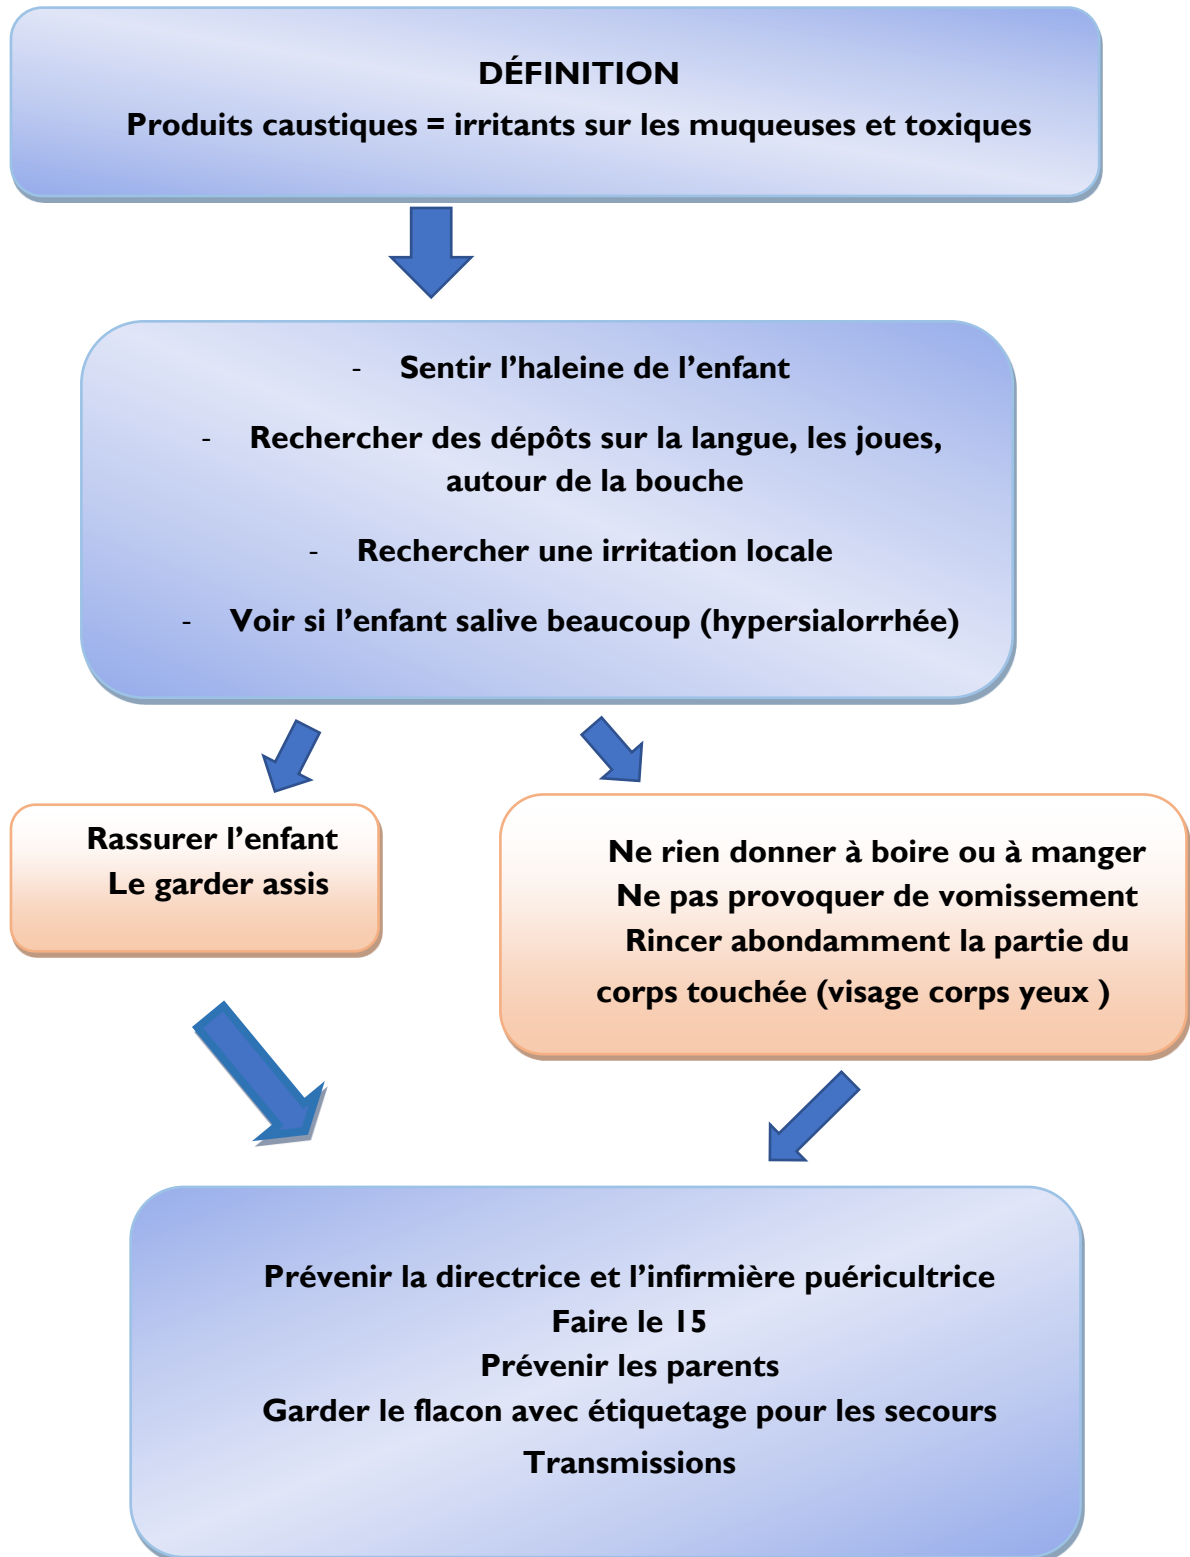 DÉFINITION
Produits caustiques = irritants sur les muqueuses et toxiques
- Sentir l’haleine de l’enfant
- Rechercher des dépôts sur la langue, les joues,
autour de la bouche
- Rechercher une irritation locale
- Voir si l’enfant salive beaucoup (hypersialorrhée)
Rassurer l’enfant
Le garder assis
Ne rien donner à boire ou à manger
Ne pas provoquer de vomissement
Rincer abondamment la partie du
corps touchée (visage corps yeux )
Prévenir la directrice et l’infirmière puéricultrice
Faire le 15
Prévenir les parents
Garder le flacon avec étiquetage pour les secours
Transmissions